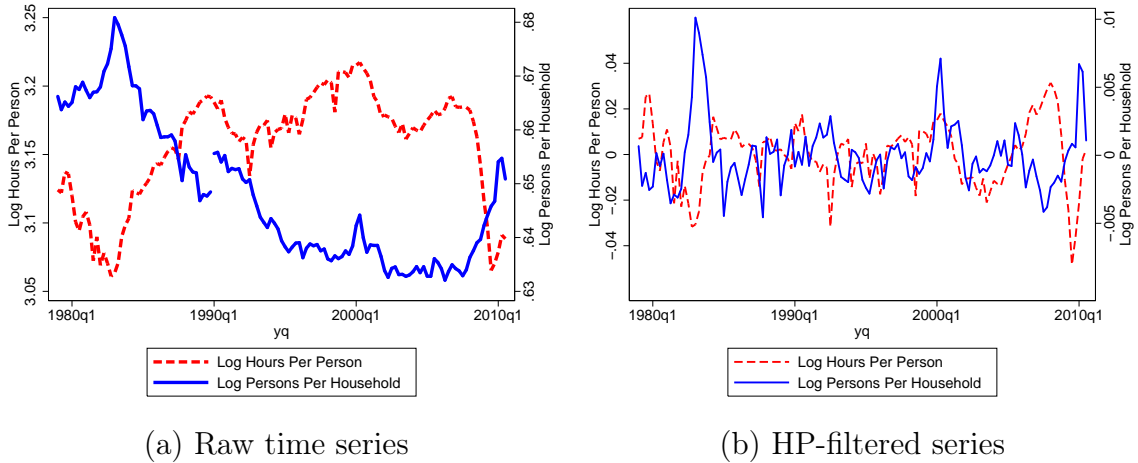 3.25
3.2
3.15
3.1
3.05
Log Hours Per Person
.68
.67
.66
.65
.64
.63
Log Persons Per Household
1980q1
1990q1
2000q1
2010q1
yq
Log Hours Per Person
Log Persons Per Household
(a) Raw time series
.04
.02
0
-.02
-.04
Log Hours Per Person
.01
.005
0
-.005
Log Persons Per Household
1980q1
1990q1
2000q1
2010q1
yq
Log Hours Per Person
Log Persons Per Household
(b) HP-filtered series